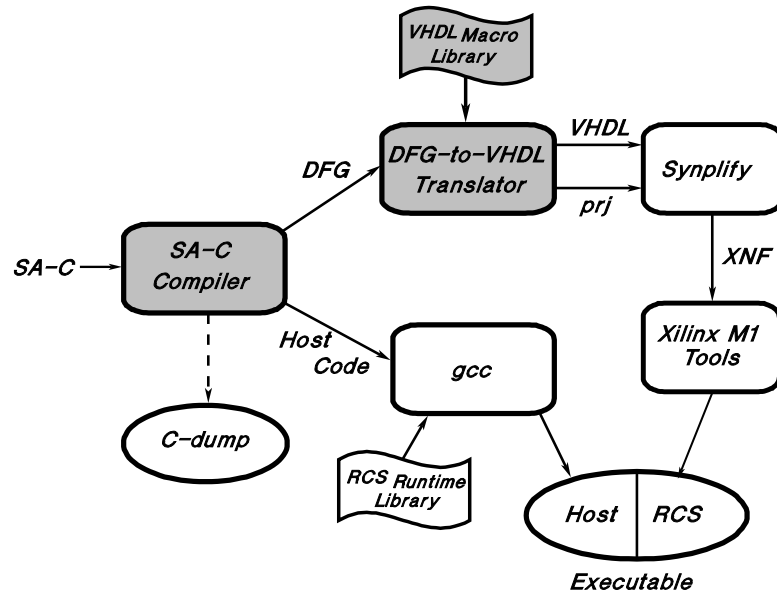 VHDL Macro
Library
VHDL
DFG
DFG-to-VHDL
Translator
Synplify
prj
SA-C
SA-C
Compiler
XNF
Host
Code
gcc
Xilinx M1
Tools
C-dump
RCS Runtime
Library
Host
RCS
Executable